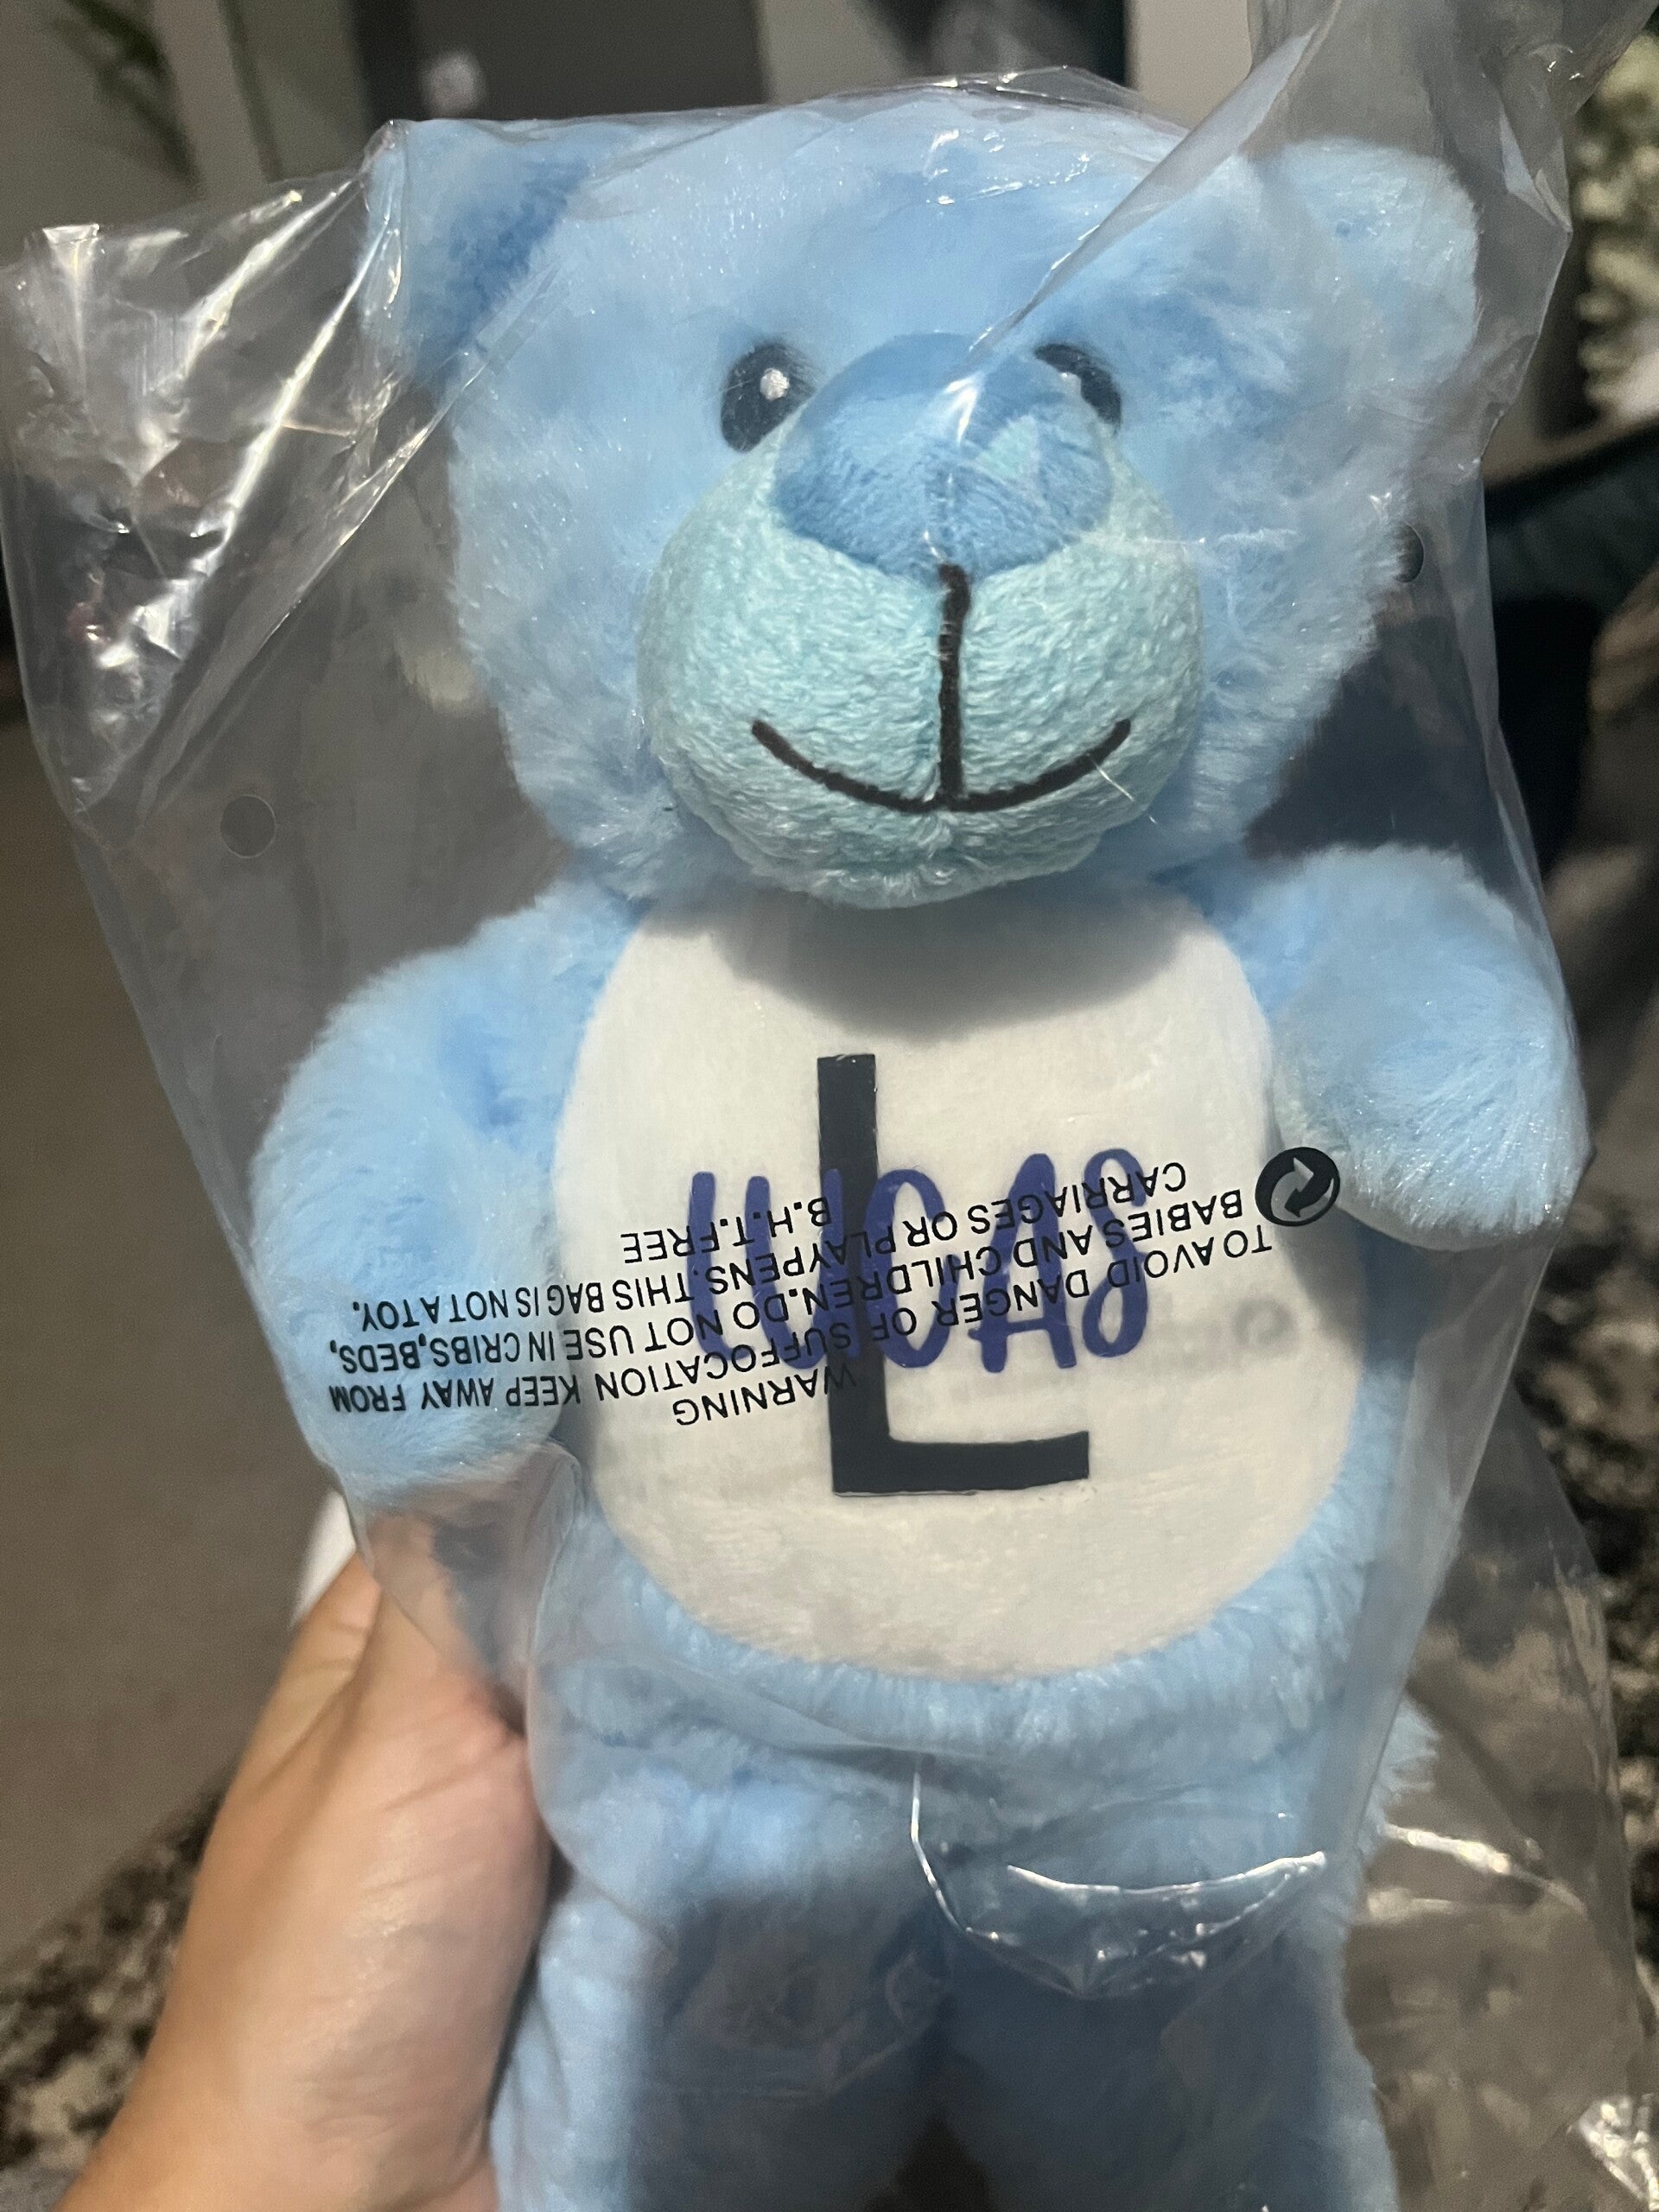 L
LUCAS
WARNING
TO AVOID DANGER OF SUFFOCATION KEEP AWAY FROM
BABIES AND CHILDREN.DO NOT USE IN CRIBS,BEDS,
CARRIAGES OR PLAYPENS.THIS BAG IS NOT A TOY.
B.H.T.FREE